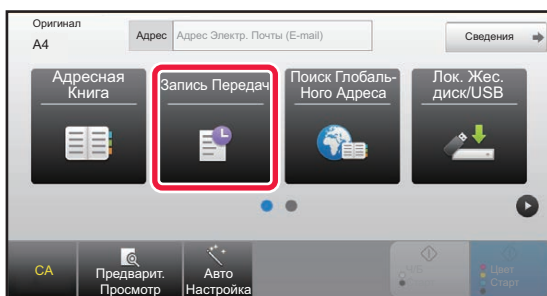 Оригинал
A4
Адрес
Адрес Электр. Почты (E-mail)
Сведения
Адресная
Книга
Запись Передач
Поиск Глобаль-
Ного Адреса
Лок. Жес.
диск/USB
CA
Предварит.
Просмотр
Авто
Настройка
Ч/Б
Старт
Цвет
Старт